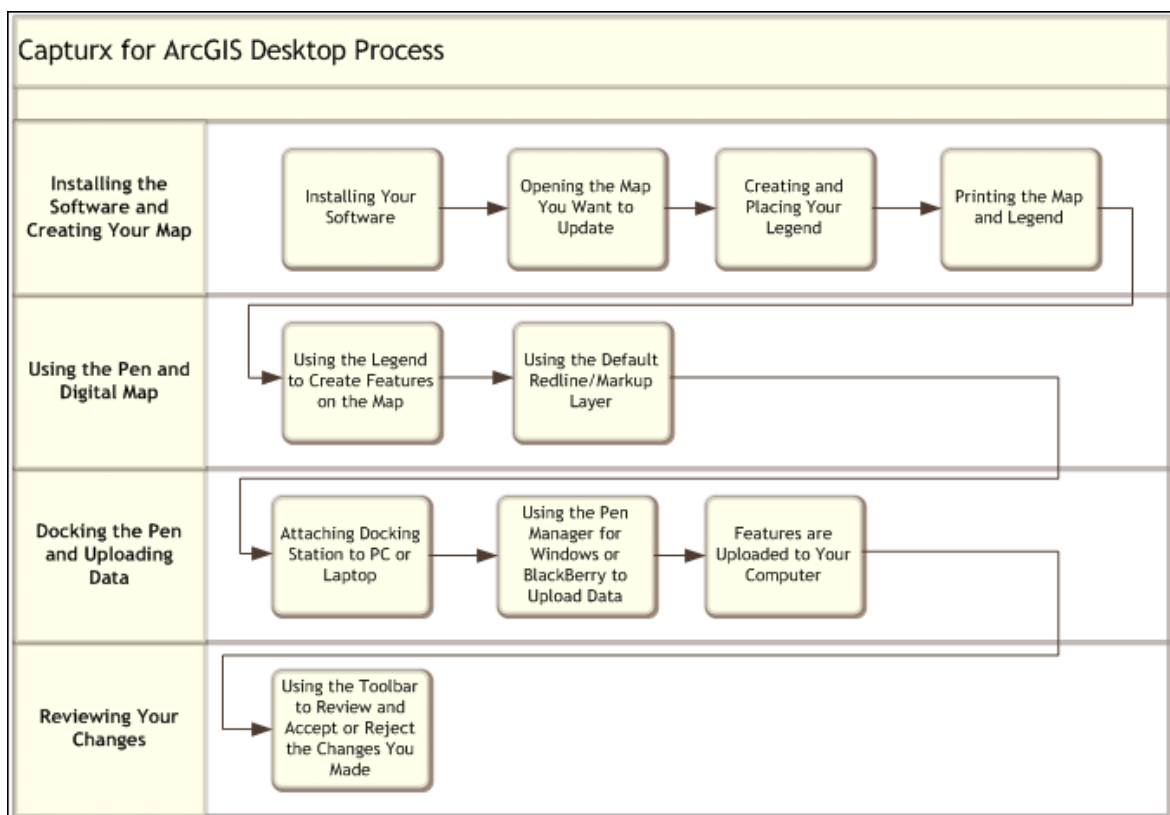 Capturx for ArcGIS Desktop Process
Installing the
Software and
Creating Your Map
Installing Your
Software
Opening the Map
You Want to
Update
Creating and
Placing Your
Legend
Printing the Map
and Legend
Using the Pen and
Digital Map
Using the Legend
to Create Features
on the Map
Using the Default
Redline/Markup
Layer
Docking the Pen
and Uploading
Data
Attaching Docking
Station to PC or
Laptop
Using the Pen
Manager for
Windows or
BlackBerry to
Upload Data
Features are
Uploaded to Your
Computer
Reviewing Your
Changes
Using the Toolbar
to Review and
Accept or Reject
the Changes You
Made